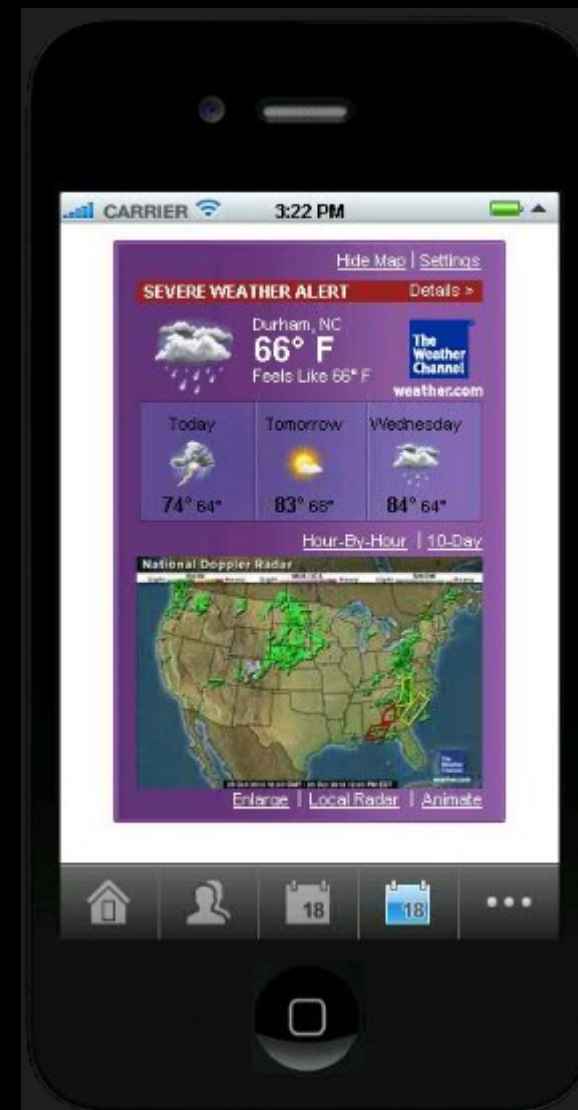 CARRIER 3:22 PM
Hide Map | Settings
SEVERE WEATHER ALERT Details »
Durham, NC
66° F
Feels Like 66° F
The
Weather
Channel
weather.com
Today Tomorrow Wednesday
74° 64° 83° 66° 84° 64°
Hour-By-Hour | 10-Day
National Doppler Radar
Enlarge | Local Radar | Animate
18 18